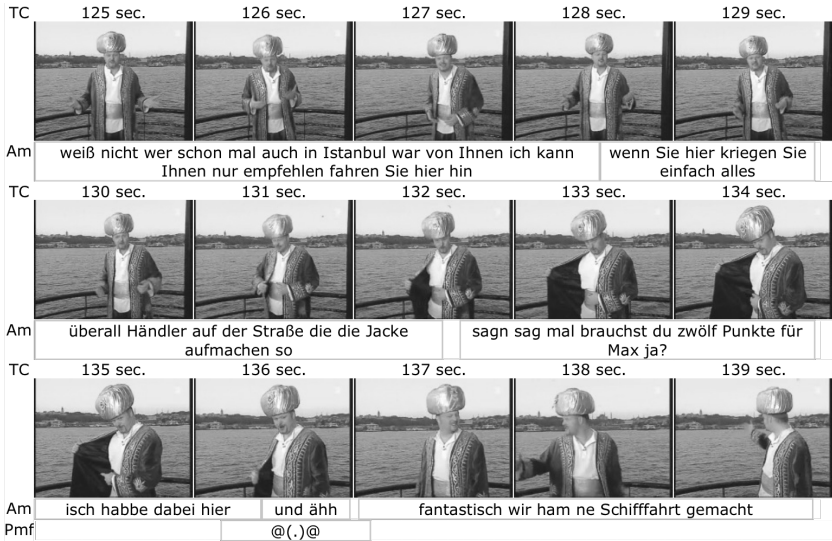 TC 125 sec. 126 sec. 127 sec. 128 sec. 129 sec.
Am weiß nicht wer schon mal auch in Istanbul war von Ihnen ich kann wenn Sie hier kriegen Sie
Ihnen nur empfehlen fahren Sie hier hin einfach alles
TC 130 sec. 131 sec. 132 sec. 133 sec. 134 sec.
Am überall Händler auf der Straße die die Jacke sagn sag mal brauchst du zwölf Punkte für
aufmachen so Max ja?
TC 135 sec. 136 sec. 137 sec. 138 sec. 139 sec.
Am isch habbe dabei hier und ähh fantastisch wir ham ne Schifffahrt gemacht
Pmf @(.)@